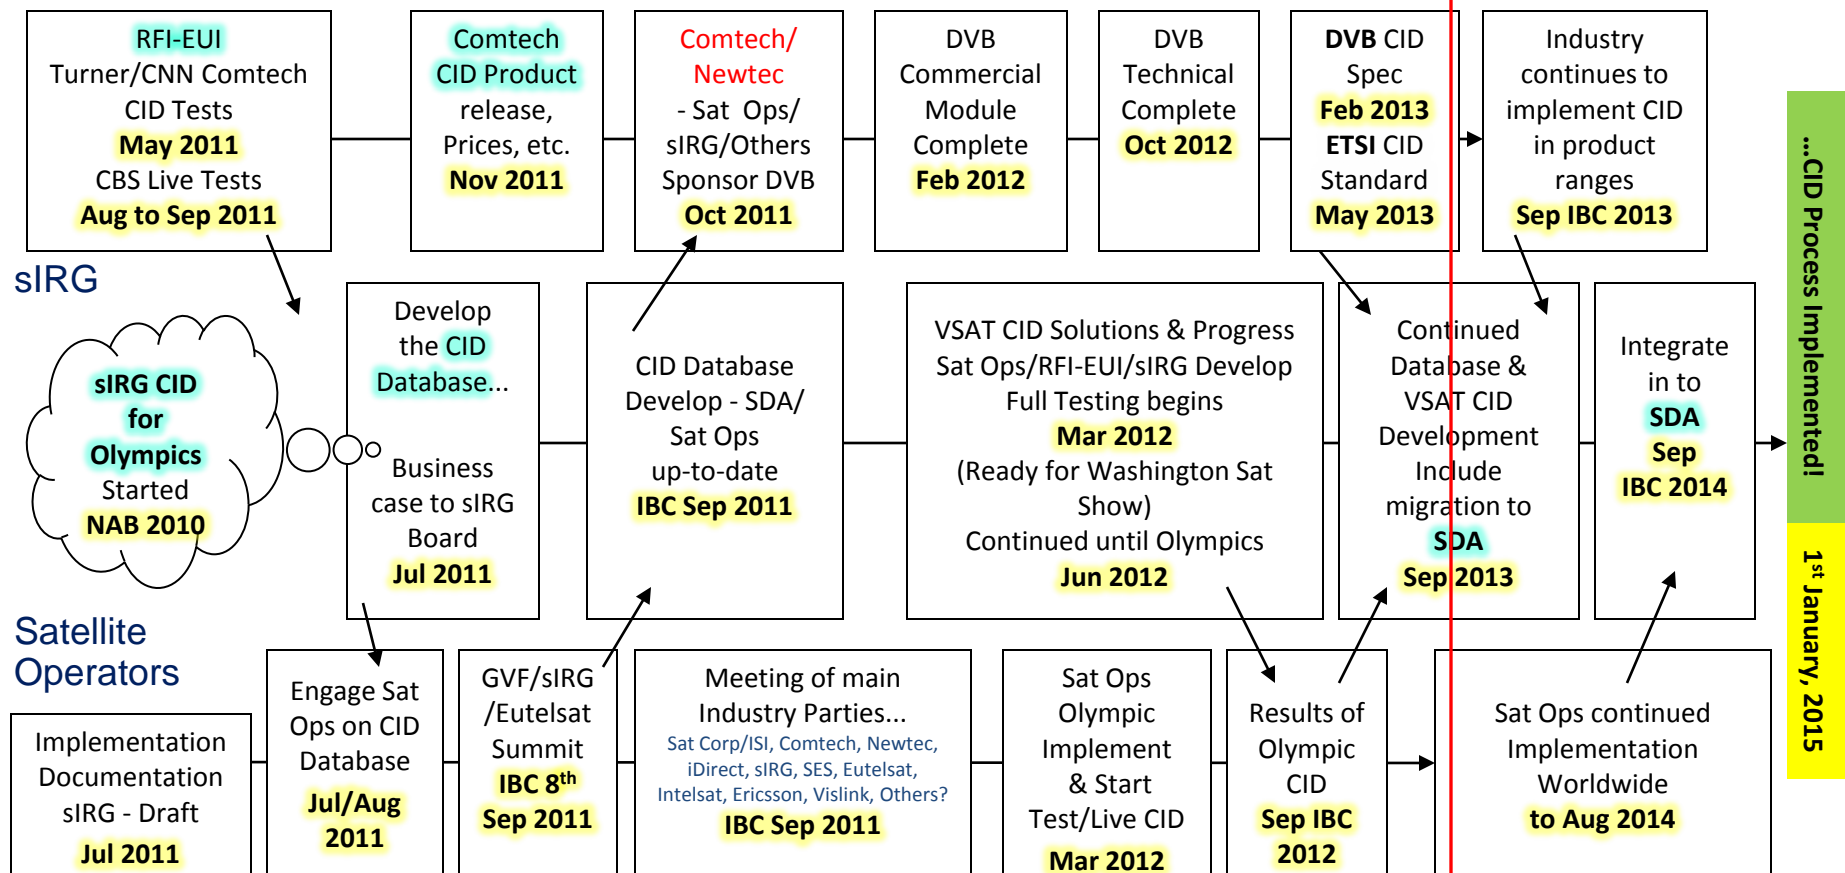 RFI-EUI
Turner/CNN Comtech
CID Tests
May 2011
CBS Live Tests
Aug to Sep 2011
Comtech
CID Product
release,
Prices, etc.
Nov 2011
Comtech/
Newtec
- Sat Ops/
sIRG/Others
Sponsor DVB
Oct 2011
DVB
Commercial
Module
Complete
Feb 2012
DVB
Technical
Complete
Oct 2012
DVB CID
Spec
Feb 2013
ETSI CID
Standard
May 2013
Industry
continues to
implement CID
in product
ranges
Sep IBC 2013
sIRG
sIRG CID
for
Olympics
Started
NAB 2010
Develop
the CID
Database...
Business
case to sIRG
Board
Jul 2011
CID Database
Develop - SDA/
Sat Ops
up-to-date
IBC Sep 2011
VSAT CID Solutions & Progress
Sat Ops/RFI-EUI/sIRG Develop
Full Testing begins
Mar 2012
(Ready for Washington Sat
Show)
Continued until Olympics
Jun 2012
Continued
Database &
VSAT CID
Development
Include
migration to
SDA
Sep 2013
Integrate
in to
SDA
Sep
IBC 2014
Satellite
Operators
Implementation
Documentation
sIRG - Draft
Jul 2011
Engage Sat
Ops on CID
Database
Jul/Aug
2011
GVF/sIRG
/Eutelsat
Summit
IBC 8th
Sep 2011
Meeting of main
Industry Parties...
Sat Corp/ISI, Comtech, Newtec,
iDirect, sIRG, SES, Eutelsat,
Intelsat, Ericsson, Vislink, Others?
IBC Sep 2011
Sat Ops
Olympic
Implement
& Start
Test/Live CID
Mar 2012
Results of
Olympic
CID
Sep IBC
2012
Sat Ops continued
Implementation
Worldwide
to Aug 2014
...CID Process Implemented!
1st January, 2015